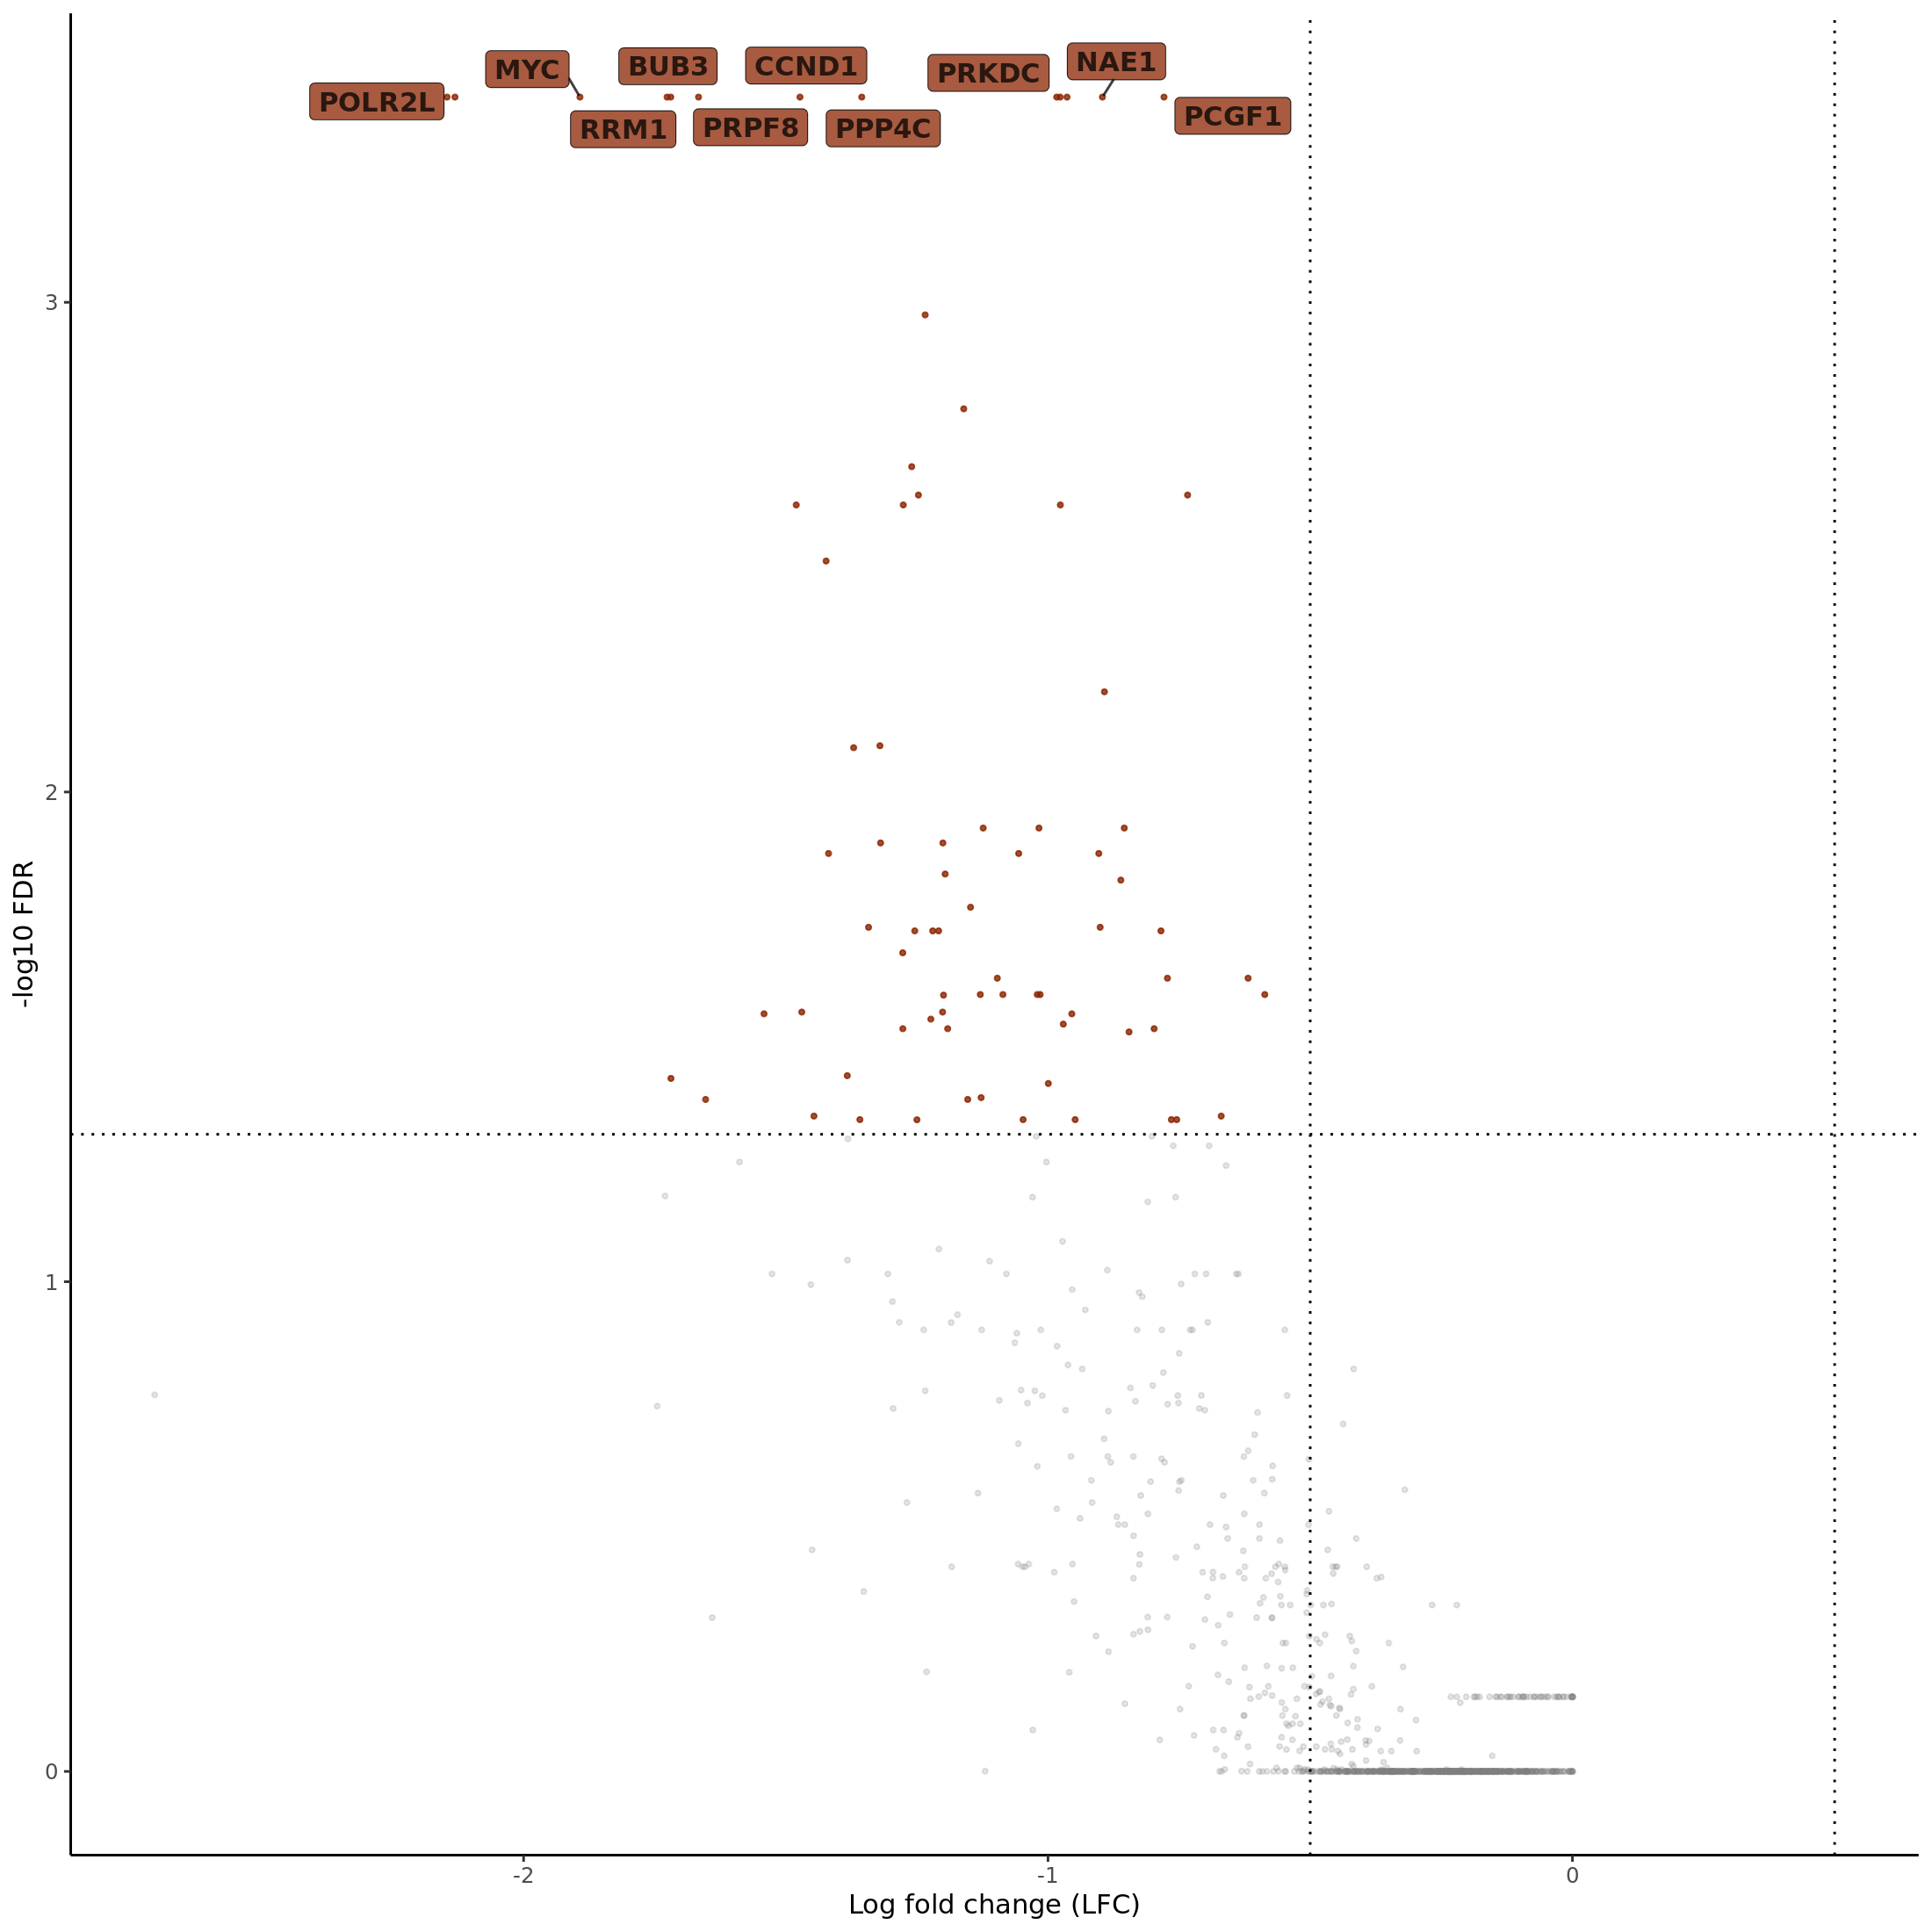 NAE1
MYC
BUB3
CCND1
PRKDC
POLR2L
PCGF1
RRM1
PRPF8
PPP4C
3
2
1
0
-log10 FDR
-2
-1
0
Log fold change (LFC)